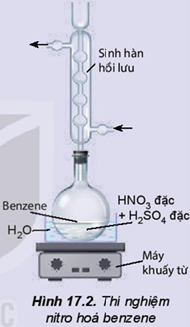 Sinh hàn
hồi lưu
Benzene
H₂O
HNO₃ đặc
+ H₂SO₄ đặc
Máy
khuấy từ
Hình 17.2. Thí nghiệm
nitro hoá benzene